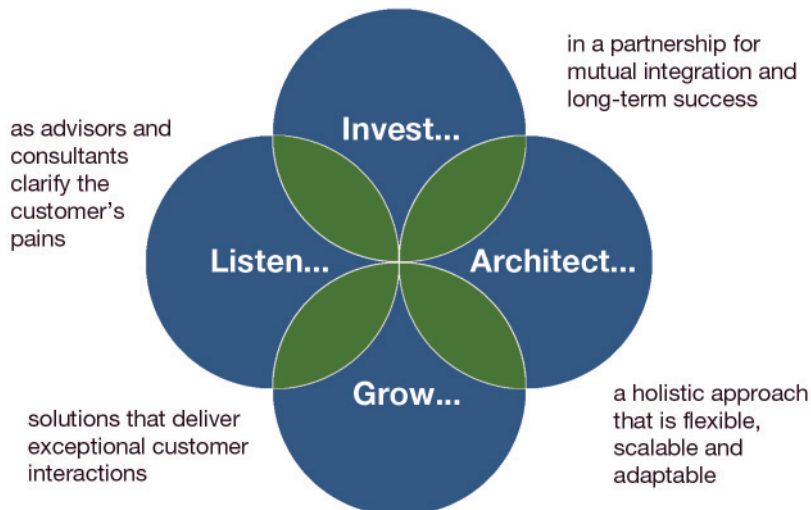 Invest...
in a partnership for
mutual integration and
long-term success
Listen...
as advisors and
consultants
clarify the
customer's
pains
Architect...
a holistic approach
that is flexible,
scalable and
adaptable
Grow...
solutions that deliver
exceptional customer
interactions